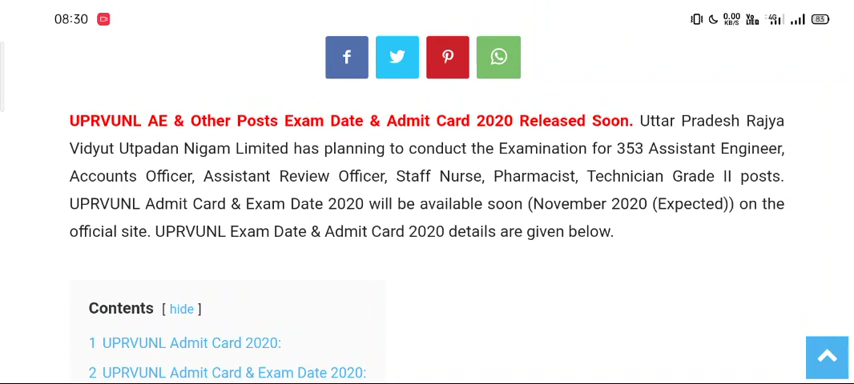 08:30 0.00 KB/S Vo LTE 4G 83
UPRVUNL AE & Other Posts Exam Date & Admit Card 2020 Released Soon. Uttar Pradesh Rajya
Vidyut Utpadan Nigam Limited has planning to conduct the Examination for 353 Assistant Engineer,
Accounts Officer, Assistant Review Officer, Staff Nurse, Pharmacist, Technician Grade II posts.
UPRVUNL Admit Card & Exam Date 2020 will be available soon (November 2020 (Expected)) on the
official site. UPRVUNL Exam Date & Admit Card 2020 details are given below.
Contents [ hide ]
1 UPRVUNL Admit Card 2020:
2 UPRVUNL Admit Card & Exam Date 2020: